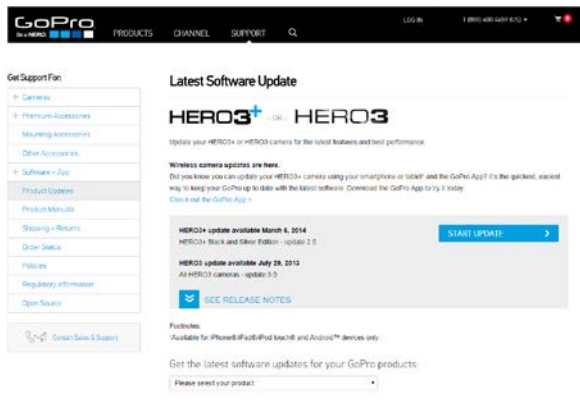 GoPro
Be a HERO.
PRODUCTS CHANNEL SUPPORT
LOG IN
0
Get Support For:
+ Cameras
+ Premium Accessories
Mounting Accessories
Other Accessories
+ Software + App
Product Updates
Product Manuals
Shipping + Returns
Order Status
Policies
Regulatory Information
Open Source
Contact Sales & Support
Latest Software Update
HERO3+ - OR - HERO3
Update your HERO3+ or HERO3 camera for the latest features and best performance.
Wireless camera updates are here.
Did you know you can update your HERO3+ camera using your smartphone or tablet¹ and the GoPro App? It's the quickest, easiest
way to keep your GoPro up to date with the latest software. Download the GoPro App to try it today.
Check out the GoPro App >
HERO3+ update available March 6, 2014
HERO3+ Black and Silver Edition - update
START UPDATE
HERO3 update available July 29, 2013
All HERO3 cameras - update 3.0
SEE RELEASE NOTES
Footnotes:
¹Available for iPhone®/iPad®/iPod touch® and Android™ devices only.
Get the latest software updates for your GoPro products:
Please select your product